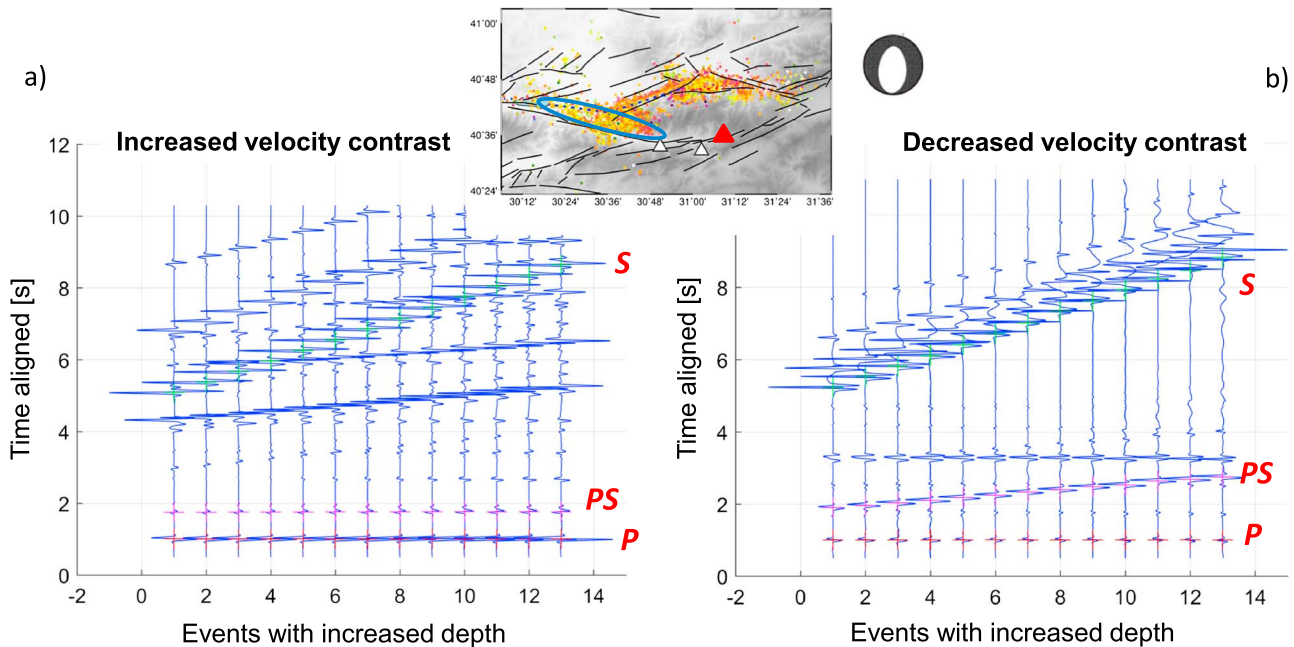 a)
b)
41˚00'
40˚48'
40˚36'
40˚24'
30˚12' 30˚24' 30˚36' 30˚48' 31˚00' 31˚12' 31˚24' 31˚36'
Increased velocity contrast
Time aligned [s]
12
10
8
6
4
2
0
S
PS
P
-2 0 2 4 6 8 10 12 14
Events with increased depth
Decreased velocity contrast
Time aligned [s]
8
6
4
2
0
S
PS
P
-2 0 2 4 6 8 10 12 14
Events with increased depth